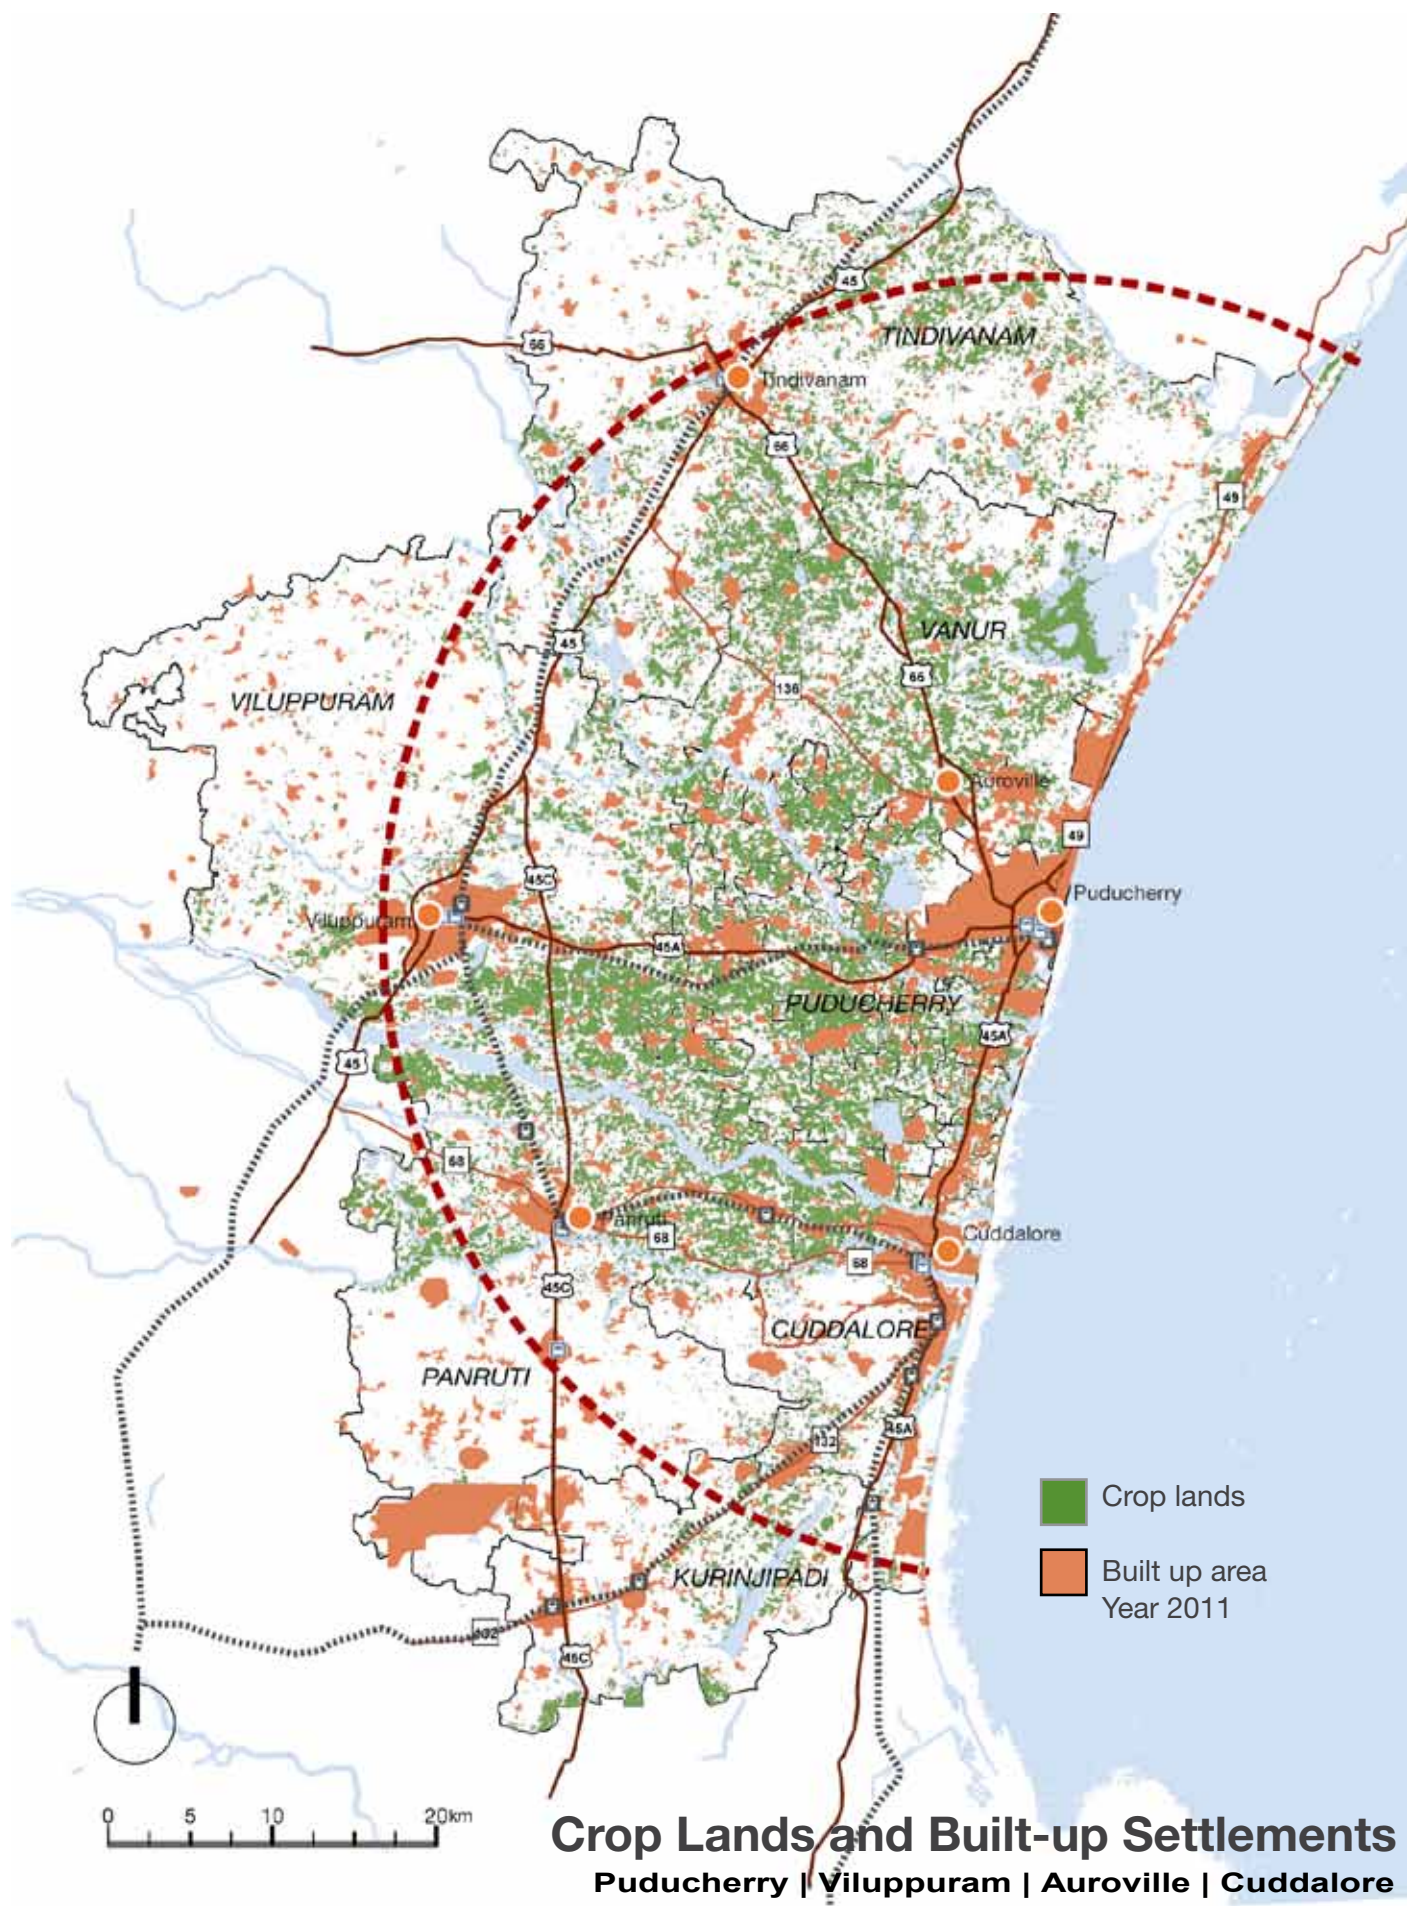 45
TINDIVANAM
66
Tindivanam
66
49
VANUR
45
66
136
VILUPPURAM
Auroville
49
45C
Puducherry
Viluppuram
45A
PUDUCHERRY
45A
45
68
Panruti
68
Cuddalore
68
45C
CUDDALORE
PANRUTI
45A
132
Crop lands
KURINJIPADI
Built up area
Year 2011
45C
0 5 10 20km
Crop Lands and Built-up Settlements
Puducherry | Viluppuram | Auroville | Cuddalore